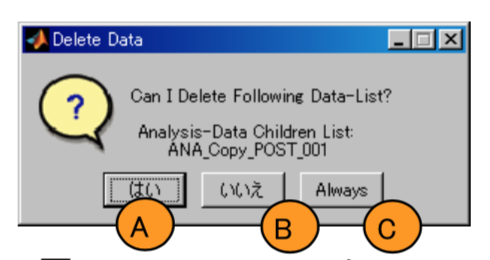 Delete Data
?
Can I Delete Following Data-List?
Analysis-Data Children List:
ANA_Copy_POST_001
はい いいえ Always
A B C